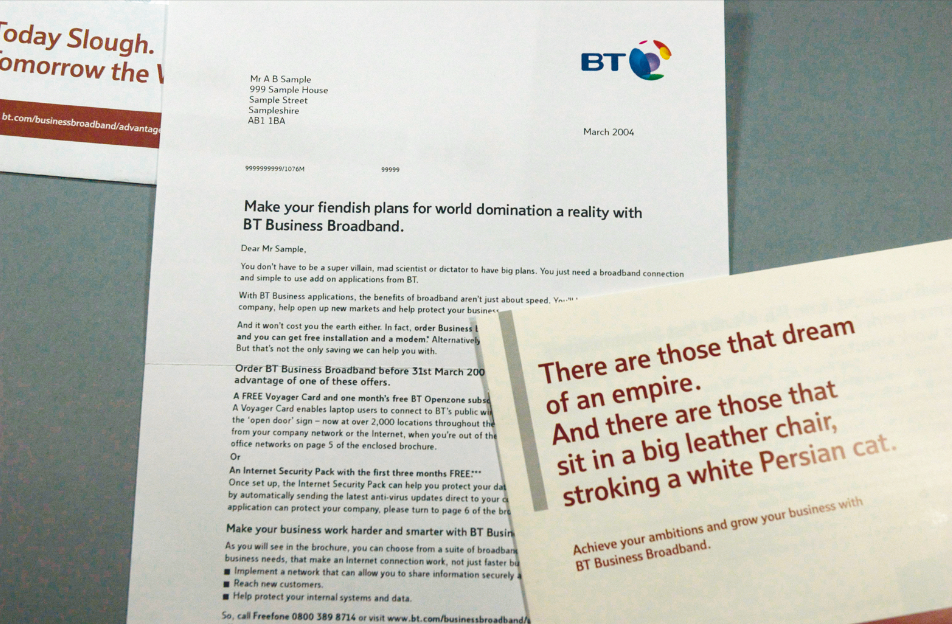 Today Slough.
Tomorrow the
bt.com/businessbroadband/advantage
BT
Mr A B Sample
999 Sample House
Sample Street
Sampleshire
AB1 1BA
March 2004
9999999999/1076M 99999
Make your fiendish plans for world domination a reality with
BT Business Broadband.
Dear Mr Sample,
You don't have to be a super villain, mad scientist or dictator to have big plans. You just need a broadband connection
and simple to use add on applications from BT.
With BT Business applications, the benefits of broadband aren't just about speed. You'll
company, help open up new markets and help protect your business
And it won't cost you the earth either. In fact, order Business
and you can get free installation and a modem.* Alternatively
But that's not the only saving we can help you with.
Order BT Business Broadband before 31st March 200
advantage of one of these offers.
A FREE Voyager Card and one month's free BT Openzone subsc
A Voyager Card enables laptop users to connect to BT's public wi
the 'open door' sign – now at over 2,000 locations throughout the
from your company network or the Internet, when you're out of the
office networks on page 5 of the enclosed brochure.
Or
An Internet Security Pack with the first three months FREE.***
Once set up, the Internet Security Pack can help you protect your dat
by automatically sending the latest anti-virus updates direct to your c
application can protect your company, please turn to page 6 of the bro
Make your business work harder and smarter with BT Busin
As you will see in the brochure, you can choose from a suite of broadban
business needs, that make an Internet connection work, not just faster bu
■ Implement a network that can allow you to share information securely a
■ Reach new customers.
■ Help protect your internal systems and data.
So, call Freefone 0800 389 8714 or visit www.bt.com/businessbroadband/
There are those that dream
of an empire.
And there are those that
sit in a big leather chair,
stroking a white Persian cat.
Achieve your ambitions and grow your business with
BT Business Broadband.